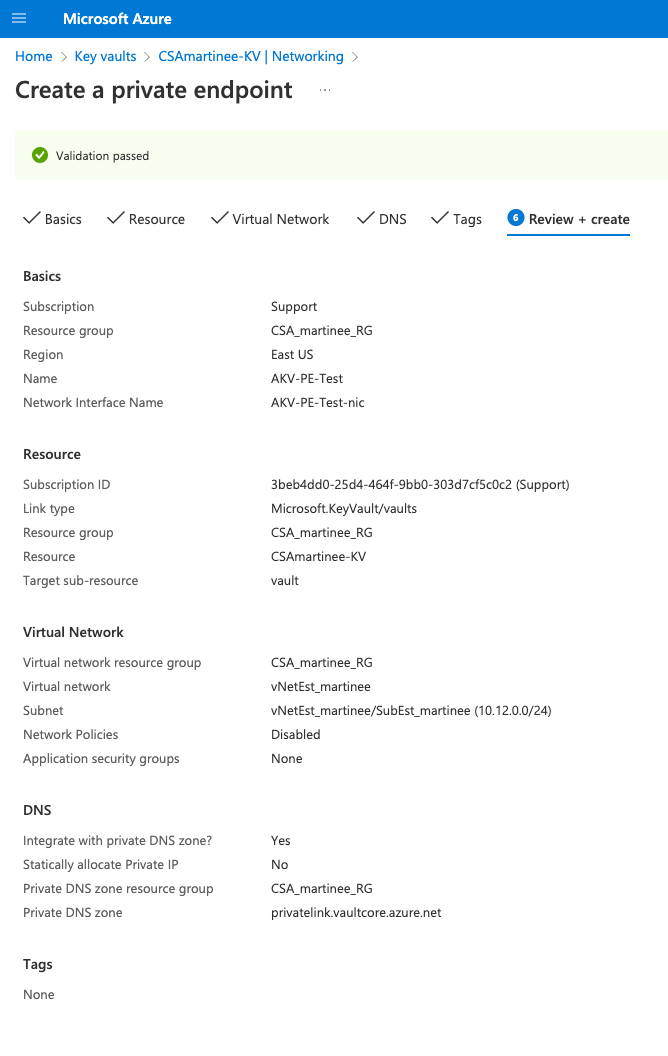 Microsoft Azure
Home > Key vaults > CSAmartinee-KV | Networking >
Create a private endpoint ...
Validation passed
Basics Resource Virtual Network DNS Tags 6 Review + create
Basics
Subscription Support
Resource group CSA_martinee_RG
Region East US
Name AKV-PE-Test
Network Interface Name AKV-PE-Test-nic
Resource
Subscription ID 3beb4dd0-25d4-464f-9bb0-303d7cf5c0c2 (Support)
Link type Microsoft.KeyVault/vaults
Resource group CSA_martinee_RG
Resource CSAmartinee-KV
Target sub-resource vault
Virtual Network
Virtual network resource group CSA_martinee_RG
Virtual network vNetEst_martinee
Subnet vNetEst_martinee/SubEst_martinee (10.12.0.0/24)
Network Policies Disabled
Application security groups None
DNS
Integrate with private DNS zone? Yes
Statically allocate Private IP No
Private DNS zone resource group CSA_martinee_RG
Private DNS zone privatelink.vaultcore.azure.net
Tags
None